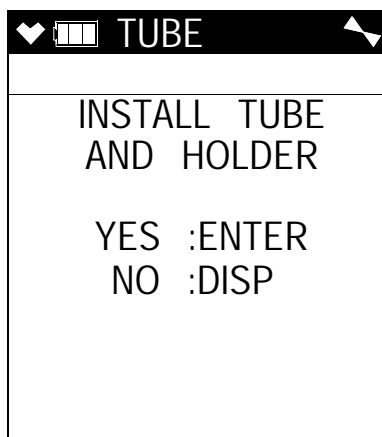 TUBE
INSTALL TUBE
AND HOLDER
YES :ENTER
NO :DISP